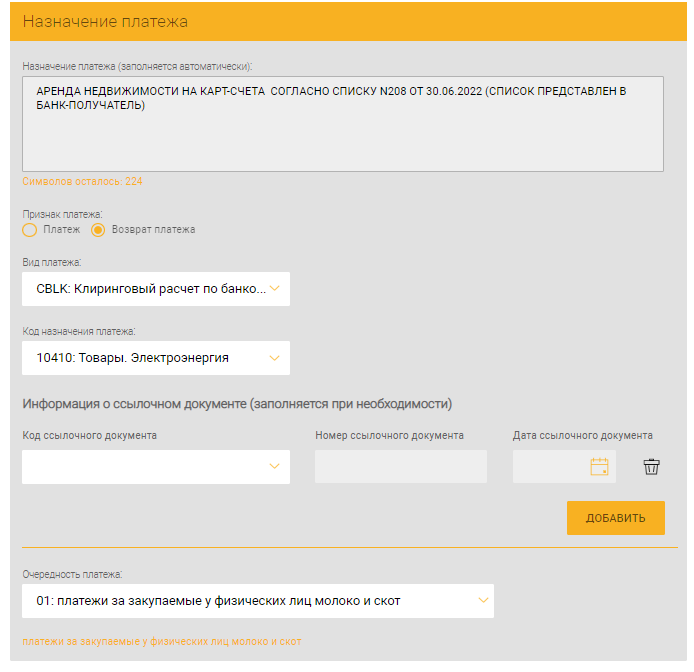 Назначение платежа
Назначение платежа (заполняется автоматически):
АРЕНДА НЕДВИЖИМОСТИ НА КАРТ-СЧЕТА СОГЛАСНО СПИСКУ N208 ОТ 30.06.2022 (СПИСОК ПРЕДСТАВЛЕН В
БАНК-ПОЛУЧАТЕЛЬ)
Символов осталось: 224
Признак платежа:
Платеж Возврат платежа
Вид платежа:
CBLK: Клиринговый расчет по банко...
Код назначения платежа:
10410: Товары. Электроэнергия
Информация о ссылочном документе (заполняется при необходимости)
Код ссылочного документа Номер ссылочного документа Дата ссылочного документа
ДОБАВИТЬ
Очередность платежа:
01: платежи за закупаемые у физических лиц молоко и скот
платежи за закупаемые у физических лиц молоко и скот